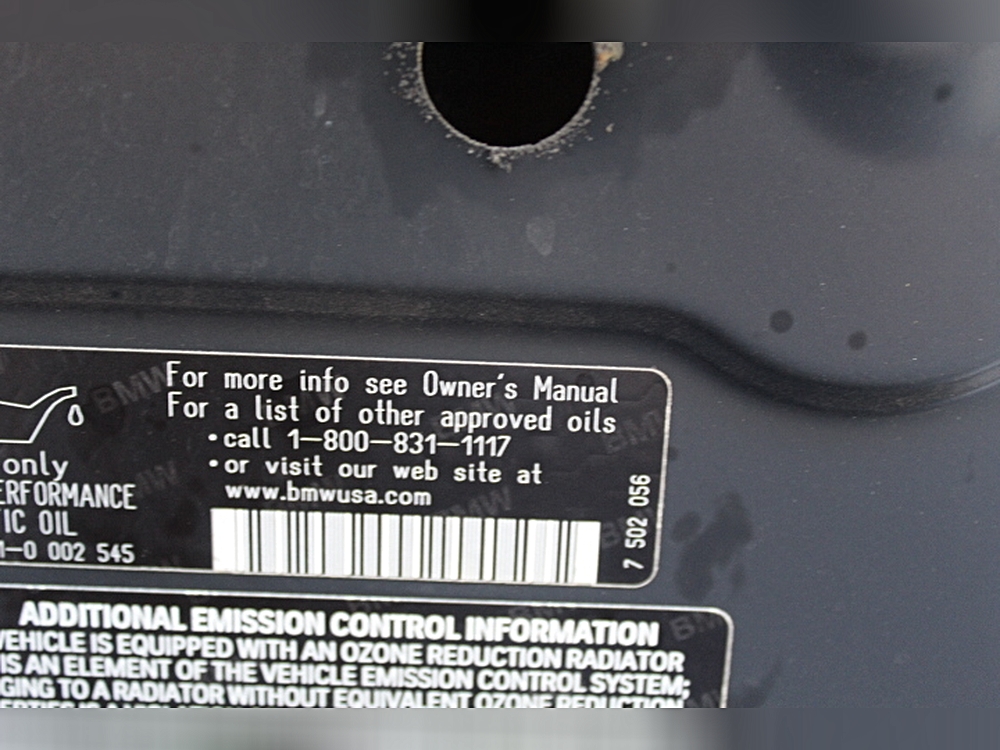 For more info see Owner's Manual
For a list of other approved oils
• call 1-800-831-1117
• or visit our web site at
www.bmwusa.com
only
ERFORMANCE
TIC OIL
1-0 002 545
7 502 056
ADDITIONAL EMISSION CONTROL INFORMATION
VEHICLE IS EQUIPPED WITH AN OZONE REDUCTION RADIATOR
IS AN ELEMENT OF THE VEHICLE EMISSION CONTROL SYSTEM;
GING TO A RADIATOR WITHOUT EQUIVALENT OZONE REDUCTION
BMW